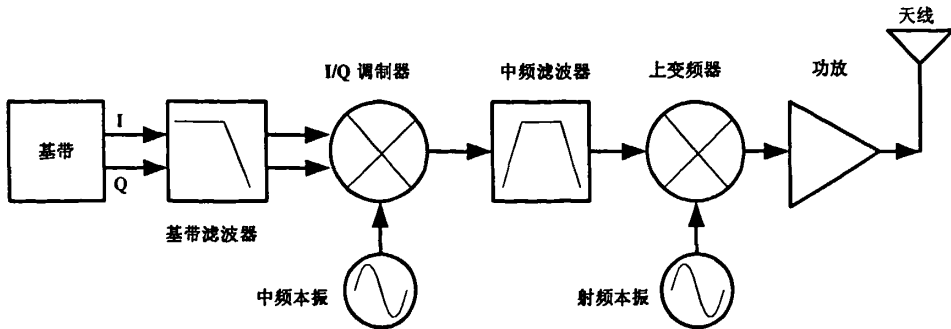 天线
I/Q 调制器
中频滤波器
上变频器
功放
基带
I
Q
基带滤波器
中频本振
射频本振